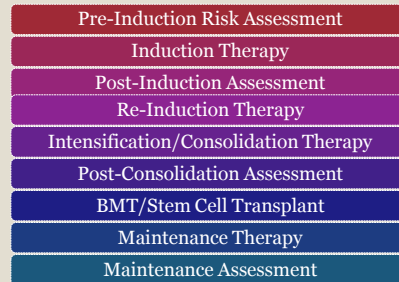 Pre-Induction Risk Assessment
Induction Therapy
Post-Induction Assessment
Re-Induction Therapy
Intensification/Consolidation Therapy
Post-Consolidation Assessment
BMT/Stem Cell Transplant
Maintenance Therapy
Maintenance Assessment